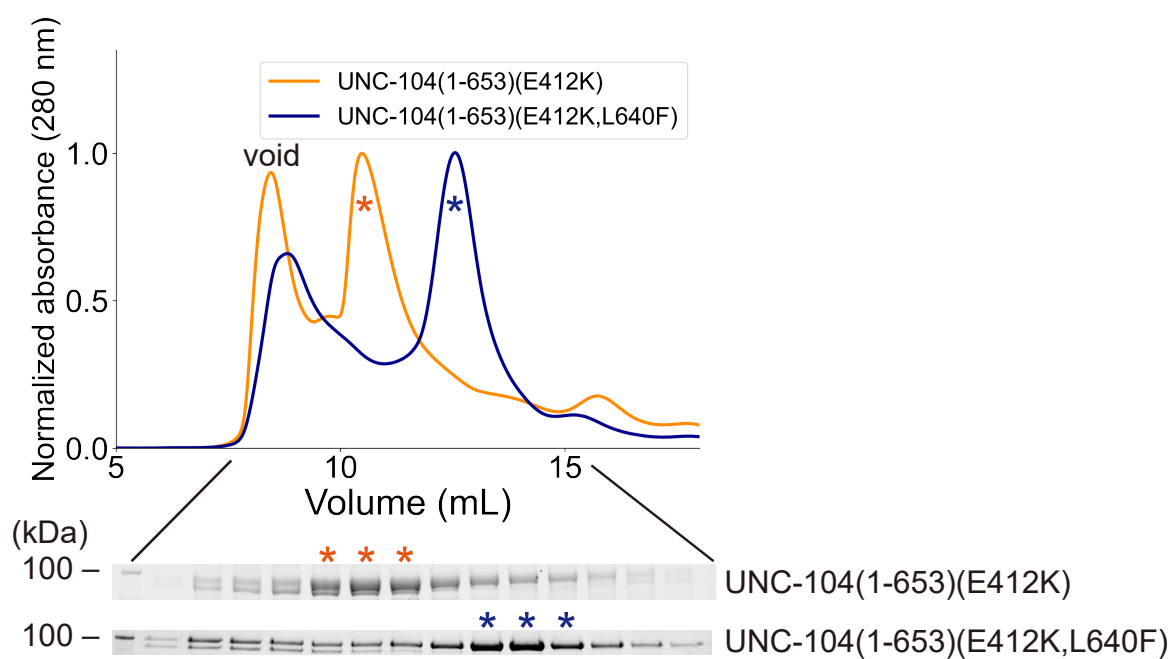 UNC-104(1-653)(E412K)
UNC-104(1-653)(E412K,L640F)
void
*
*
Normalized absorbance (280 nm)
1.0
0.5
0.0
5
10
15
Volume (mL)
(kDa)
* * *
100
UNC-104(1-653)(E412K)
* * *
100
UNC-104(1-653)(E412K,L640F)